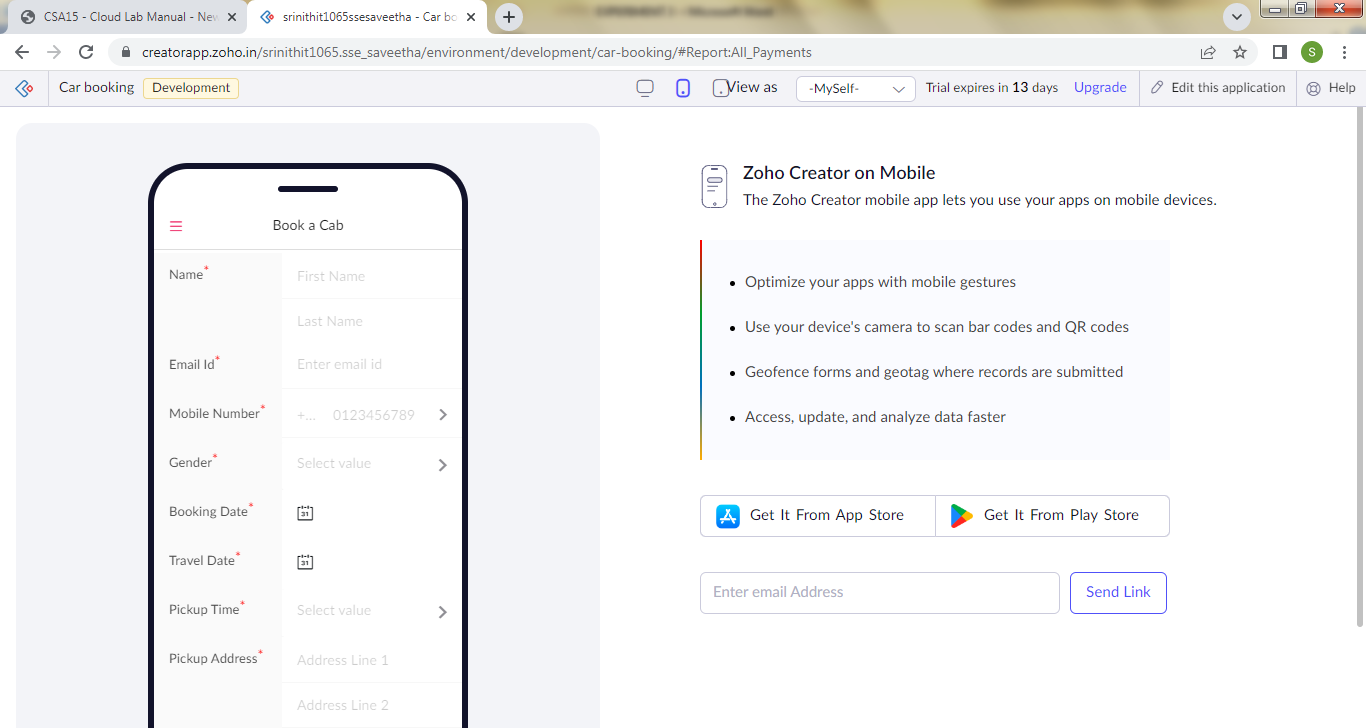 CSA15 - Cloud Lab Manual - New
srinithit1065ssesaveetha - Car bo
creatorapp.zoho.in/srinithit1065.sse_saveetha/environment/development/car-booking/#Report:All_Payments
S
Car booking
Development
View as
-MySelf-
Trial expires in 13 days
Upgrade
Edit this application
Help
Book a Cab
Name*
First Name
Last Name
Email Id*
Enter email id
Mobile Number*
+...
0123456789
Gender*
Select value
Booking Date*
31
Travel Date*
31
Pickup Time*
Select value
Pickup Address*
Address Line 1
Address Line 2
Zoho Creator on Mobile
The Zoho Creator mobile app lets you use your apps on mobile devices.
Optimize your apps with mobile gestures
Use your device's camera to scan bar codes and QR codes
Geofence forms and geotag where records are submitted
Access, update, and analyze data faster
Get It From App Store
Get It From Play Store
Enter email Address
Send Link